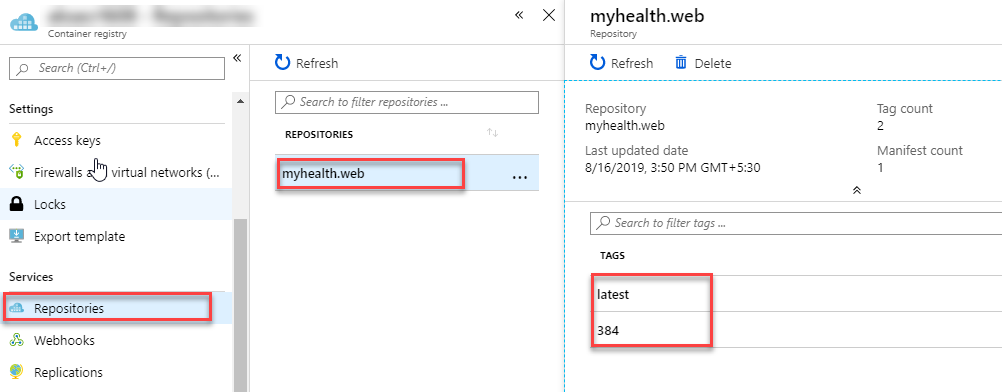 Container registry
Search (Ctrl+/)
Settings
Access keys
Firewalls a virtual networks (...
Locks
Export template
Services
Repositories
Webhooks
Replications
Refresh
Search to filter repositories ...
REPOSITORIES
myhealth.web
...
myhealth.web
Repository
Refresh Delete
Repository
myhealth.web
Tag count
2
Last updated date
8/16/2019, 3:50 PM GMT+5:30
Manifest count
1
Search to filter tags ...
TAGS
latest
384